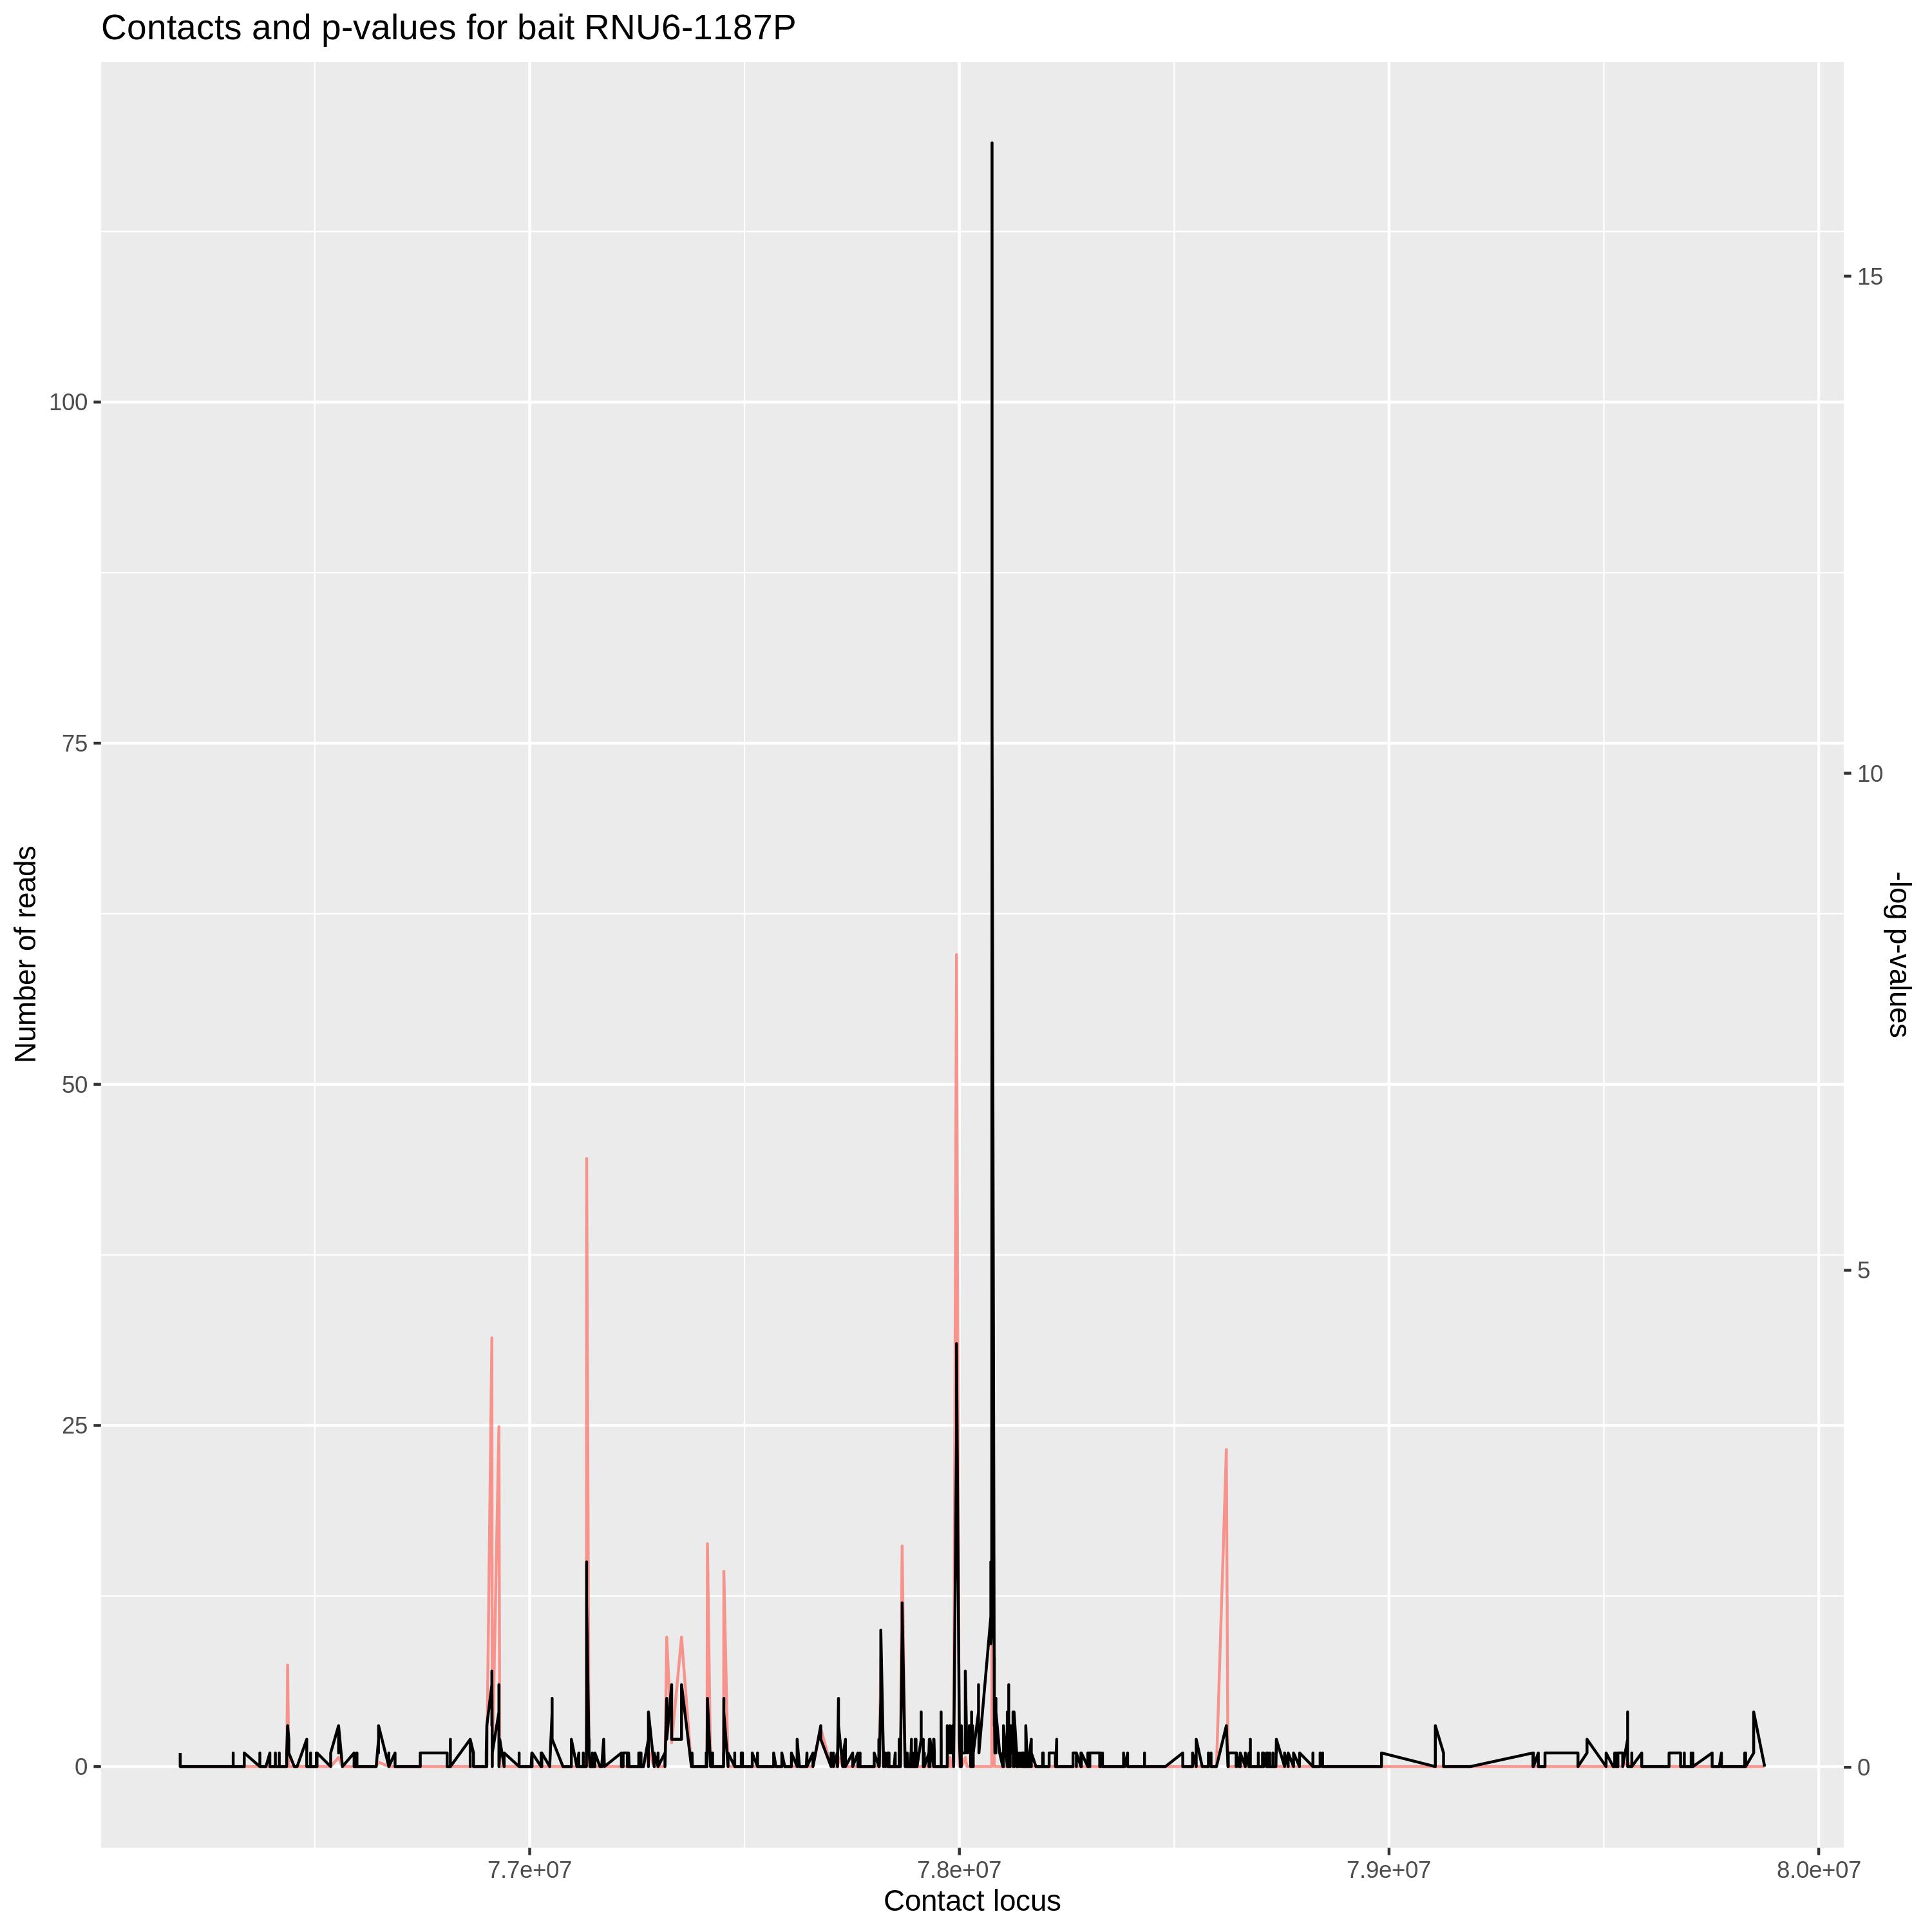 Contacts and p-values for bait RNU6-1187P
100
75
50
25
0
Number of reads
15
10
5
0
-log p-values
7.7e+07 7.8e+07 7.9e+07 8.0e+07
Contact locus